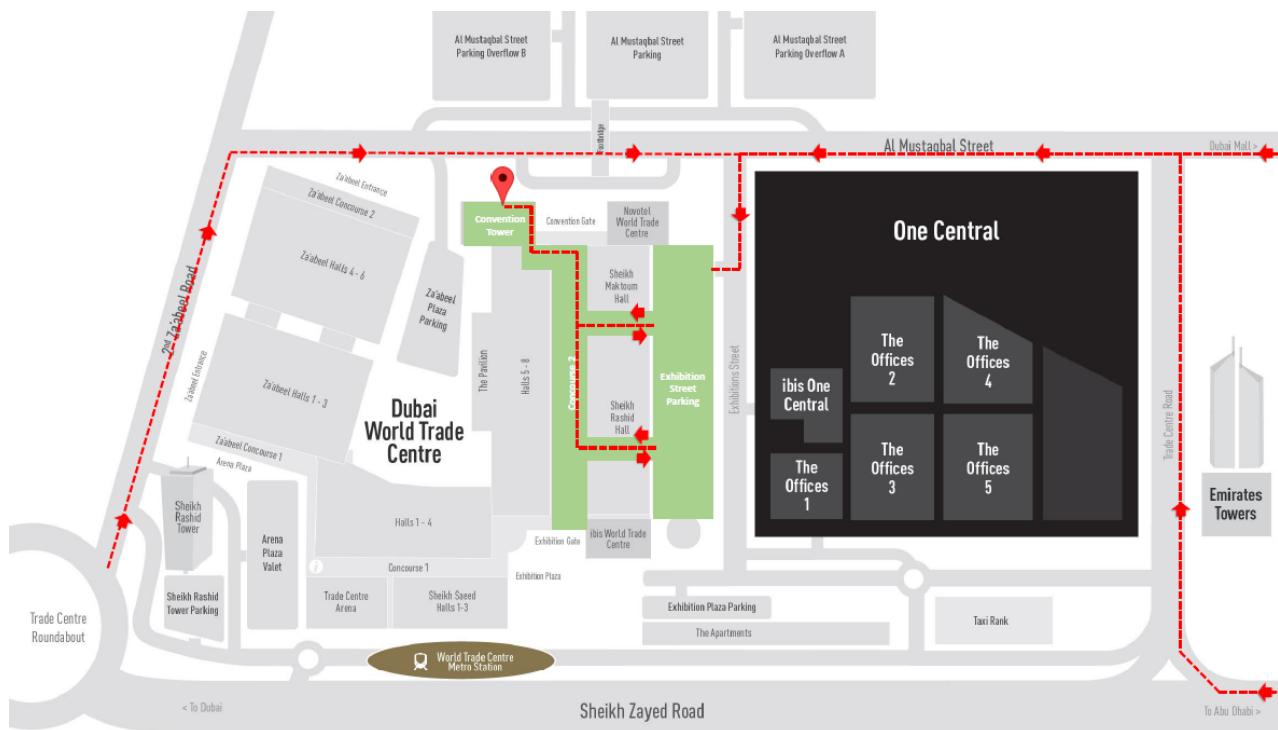 Al Mustaqbal Street
Parking Overflow B
Al Mustaqbal Street
Parking
Al Mustaqbal Street
Parking Overflow A
Footbridge
Al Mustaqbal Street
Dubai Mall >
Za'abeel Entrance
Za'abeel Concourse 2
Za'abeel Halls 4 - 6
Convention
Tower
Convention Gate
Novotel
World Trade
Centre
One Central
2nd Za'abeel Road
Za'abeel
Plaza
Parking
Sheikh
Maktoum
Hall
Za'abeel Entrance
Za'abeel Halls 1 - 3
The Pavilion
Halls 5 - 8
Concourse 2
Exhibition
Street
Parking
Exhibitions Street
The
Offices
2
The
Offices
4
ibis One
Central
Trade Centre Road
Dubai
World Trade
Centre
Sheikh
Rashid
Hall
Za'abeel Concourse 1
Arena Plaza
The
Offices
1
The
Offices
3
The
Offices
5
Emirates
Towers
Sheikh
Rashid
Tower
Arena
Plaza
Valet
Halls 1 - 4
Exhibition Gate
ibis World Trade
Centre
i
Concourse 1
Exhibition Plaza
Sheikh Rashid
Tower Parking
Trade Centre
Arena
Sheikh Saeed
Halls 1-3
Exhibition Plaza Parking
The Apartments
Taxi Rank
Trade Centre
Roundabout
World Trade Centre
Metro Station
< To Dubai
Sheikh Zayed Road
To Abu Dhabi >